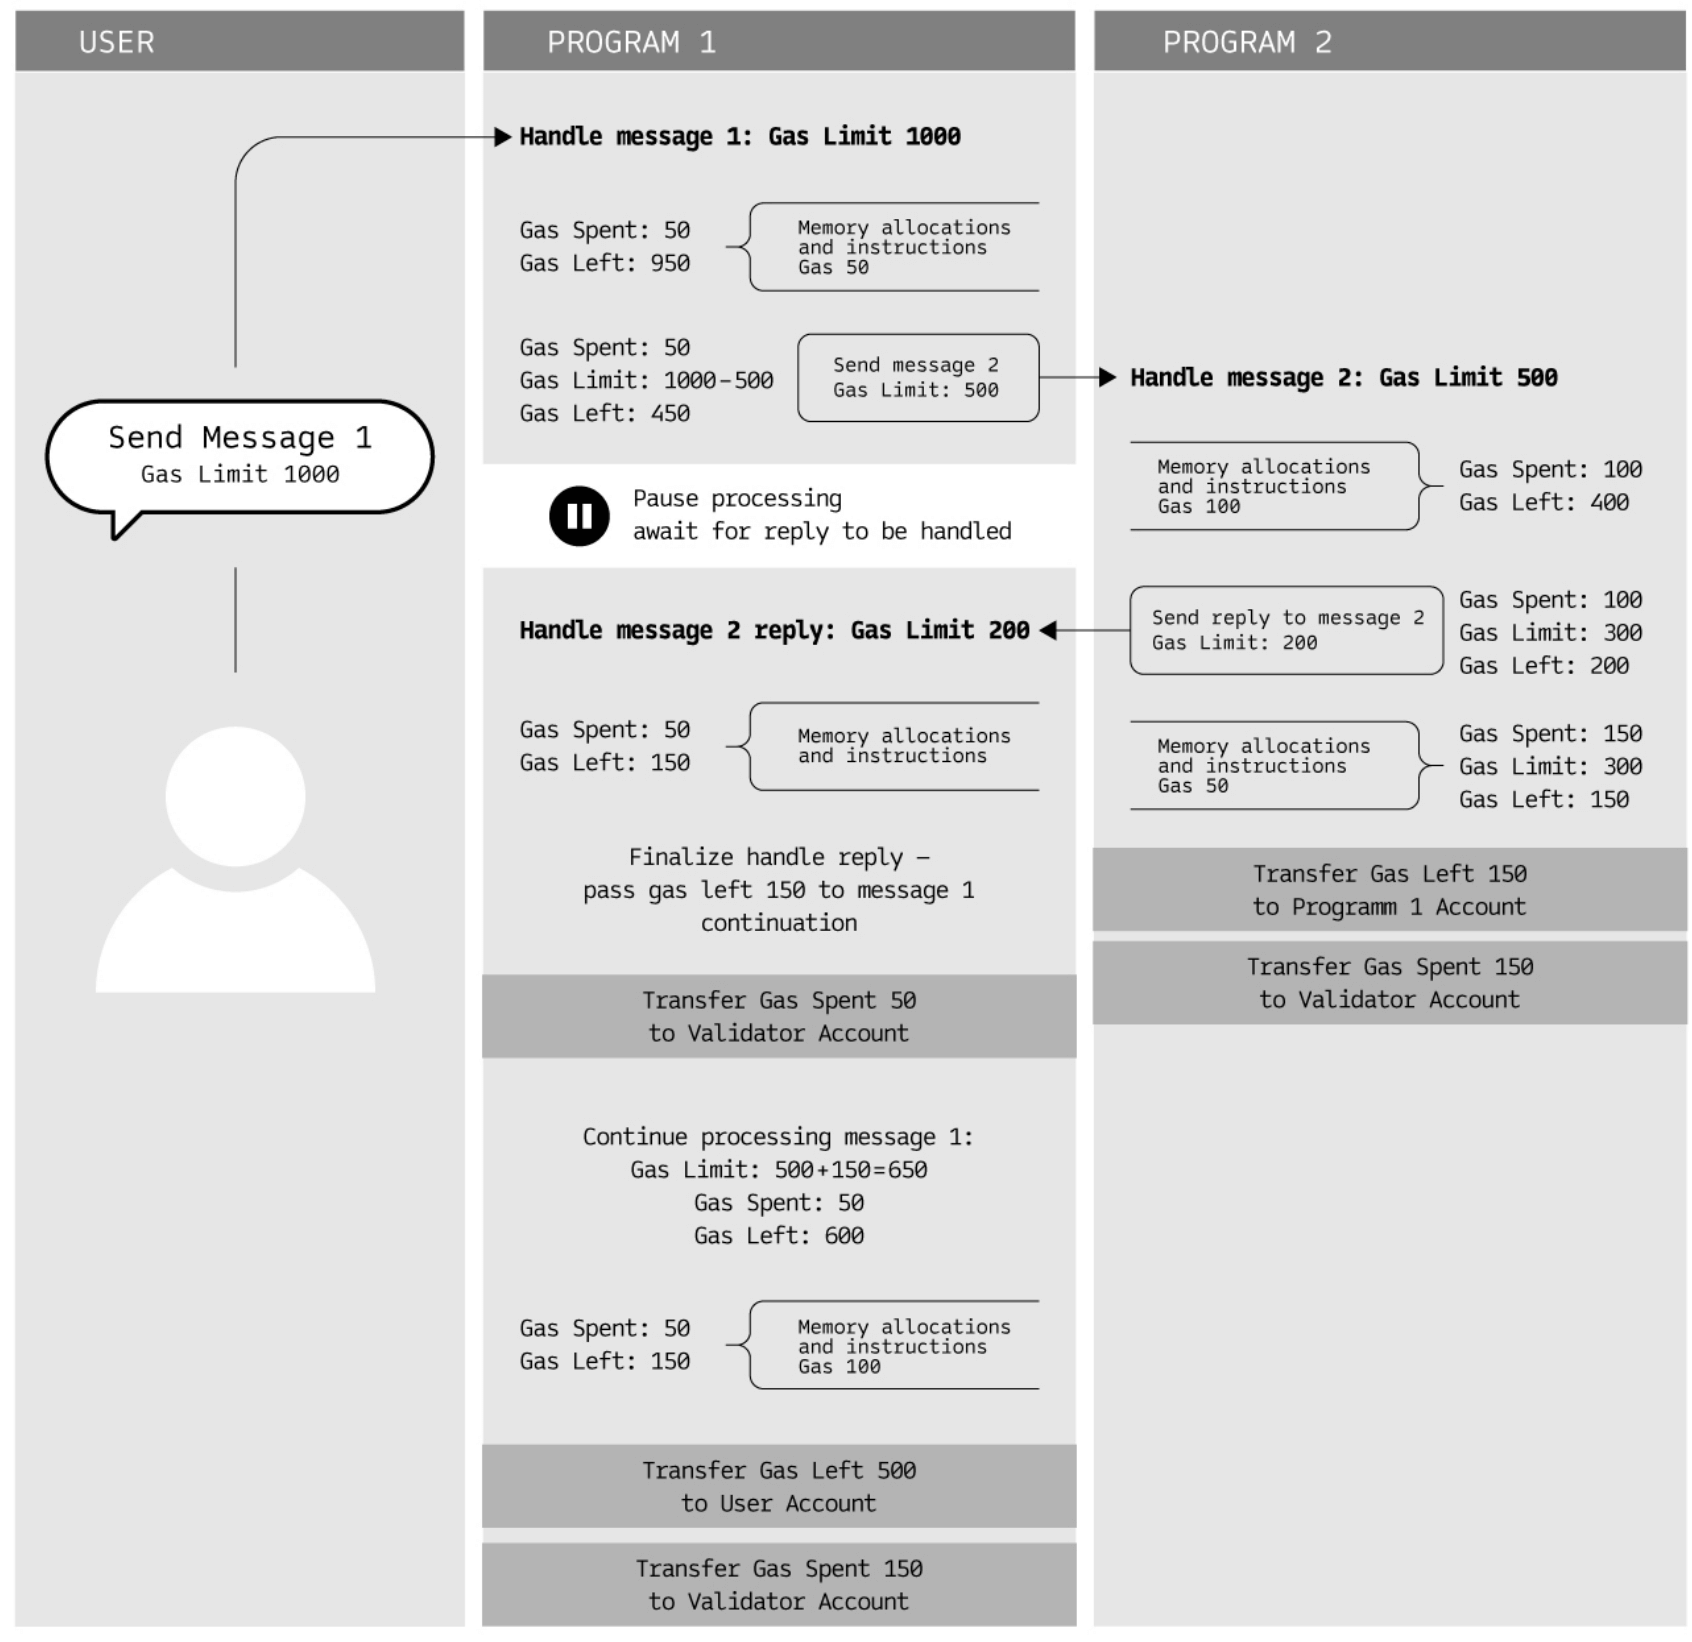 USER
Send Message 1
Gas Limit 1000
PROGRAM 1
Handle message 1: Gas Limit 1000
Gas Spent: 50
Gas Left: 950
Memory allocations
and instructions
Gas 50
Gas Spent: 50
Gas Limit: 1000-500
Gas Left: 450
Send message 2
Gas Limit: 500
Pause processing
await for reply to be handled
Handle message 2 reply: Gas Limit 200
Gas Spent: 50
Gas Left: 150
Memory allocations
and instructions
Finalize handle reply —
pass gas left 150 to message 1
continuation
Transfer Gas Spent 50
to Validator Account
Continue processing message 1:
Gas Limit: 500+150=650
Gas Spent: 50
Gas Left: 600
Gas Spent: 50
Gas Left: 150
Memory allocations
and instructions
Gas 100
Transfer Gas Left 500
to User Account
Transfer Gas Spent 150
to Validator Account
PROGRAM 2
Handle message 2: Gas Limit 500
Memory allocations
and instructions
Gas 100
Gas Spent: 100
Gas Left: 400
Send reply to message 2
Gas Limit: 200
Gas Spent: 100
Gas Limit: 300
Gas Left: 200
Memory allocations
and instructions
Gas 50
Gas Spent: 150
Gas Limit: 300
Gas Left: 150
Transfer Gas Left 150
to Programm 1 Account
Transfer Gas Spent 150
to Validator Account